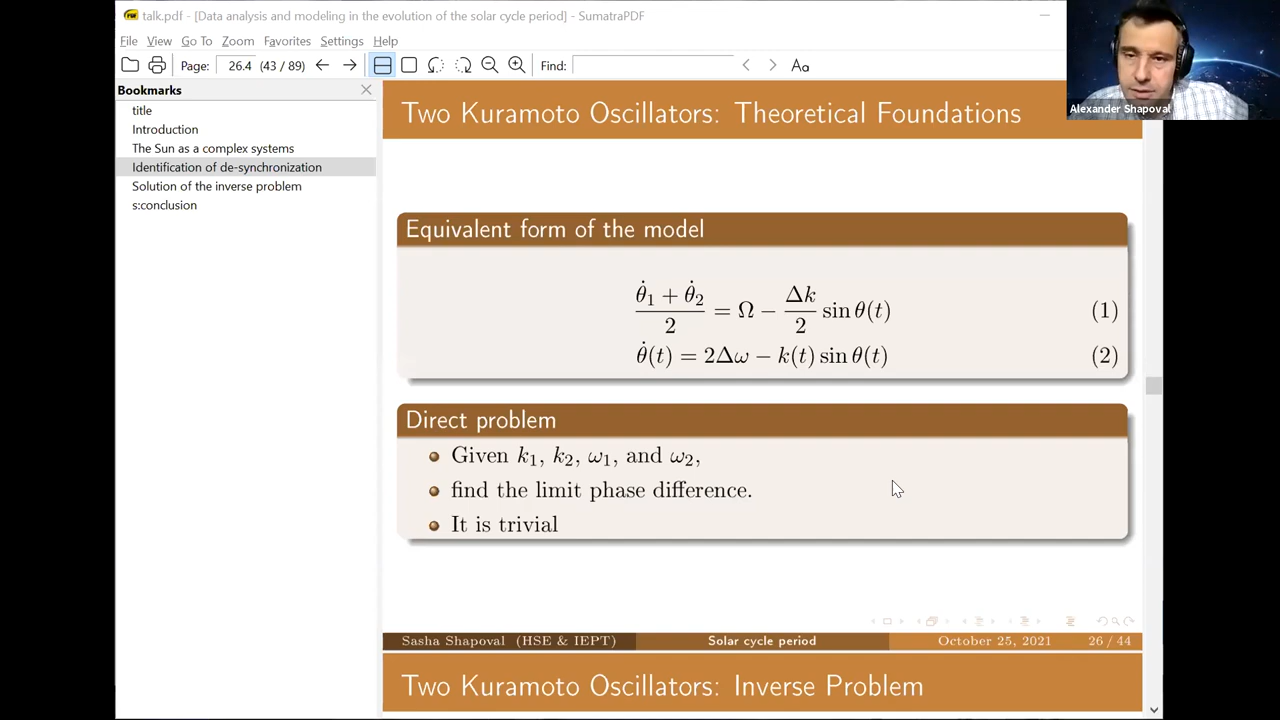 talk.pdf - [Data analysis and modeling in the evolution of the solar cycle period] - SumatraPDF
File View Go To Zoom Favorites Settings Help
Page: 26.4 (43 / 89) Find: Aa
Bookmarks
title
Introduction
The Sun as a complex systems
Identification of de-synchronization
Solution of the inverse problem
s:conclusion
Alexander Shapoval
Two Kuramoto Oscillators: Theoretical Foundations
Equivalent form of the model
(θ̇₁ + θ̇₂)/2 = Ω − Δk/2 sin θ(t) (1)
θ̇(t) = 2Δω − k(t) sin θ(t) (2)
Direct problem
Given k₁, k₂, ω₁, and ω₂,
find the limit phase difference.
It is trivial
Sasha Shapoval (HSE & IEPT) Solar cycle period October 25, 2021 26 / 44
Two Kuramoto Oscillators: Inverse Problem